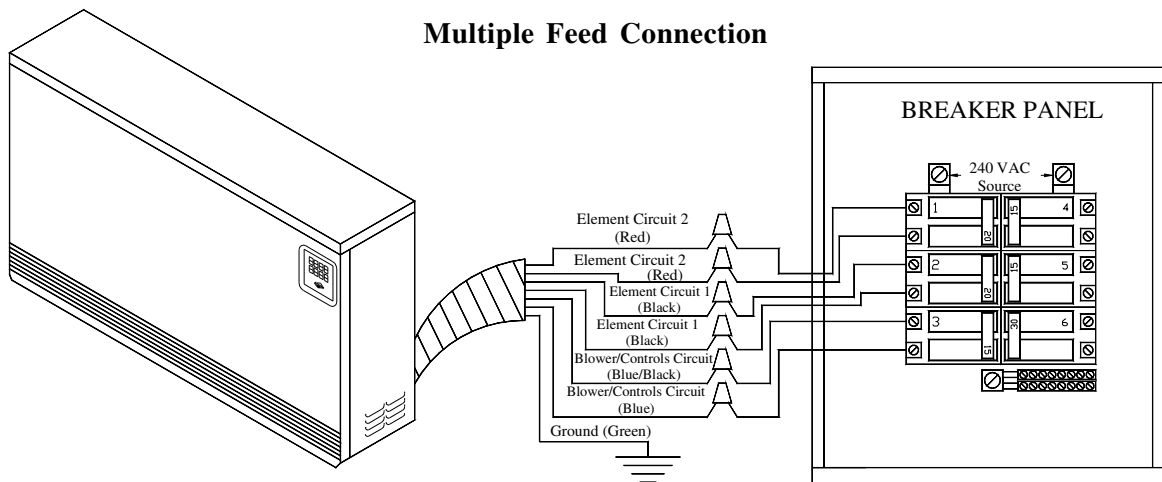 Multiple Feed Connection
BREAKER PANEL
240 VAC
Source
Element Circuit 2
(Red)
Element Circuit 2
(Red)
Element Circuit 1
(Black)
Element Circuit 1
(Black)
Blower/Controls Circuit
(Blue/Black)
Blower/Controls Circuit
(Blue)
Ground (Green)
1
20
15
4
2
20
15
5
3
15
30
6